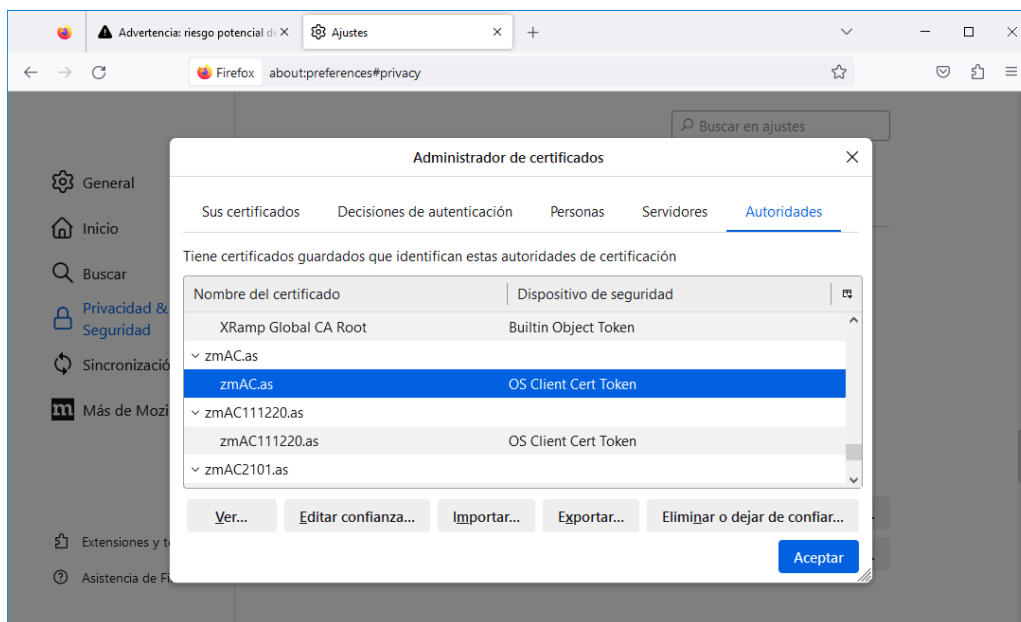 Advertencia: riesgo potencial de
Ajustes
Firefox about:preferences#privacy
Buscar en ajustes
General
Inicio
Buscar
Privacidad &
Seguridad
Sincronizació
Más de Mozi
Extensiones y te
Asistencia de Fi
Administrador de certificados
Sus certificados Decisiones de autenticación Personas Servidores Autoridades
Tiene certificados guardados que identifican estas autoridades de certificación
Nombre del certificado Dispositivo de seguridad
XRamp Global CA Root Builtin Object Token
zmAC.as
zmAC.as OS Client Cert Token
zmAC111220.as
zmAC111220.as OS Client Cert Token
zmAC2101.as
Ver... Editar confianza... Importar... Exportar... Eliminar o dejar de confiar...
Aceptar